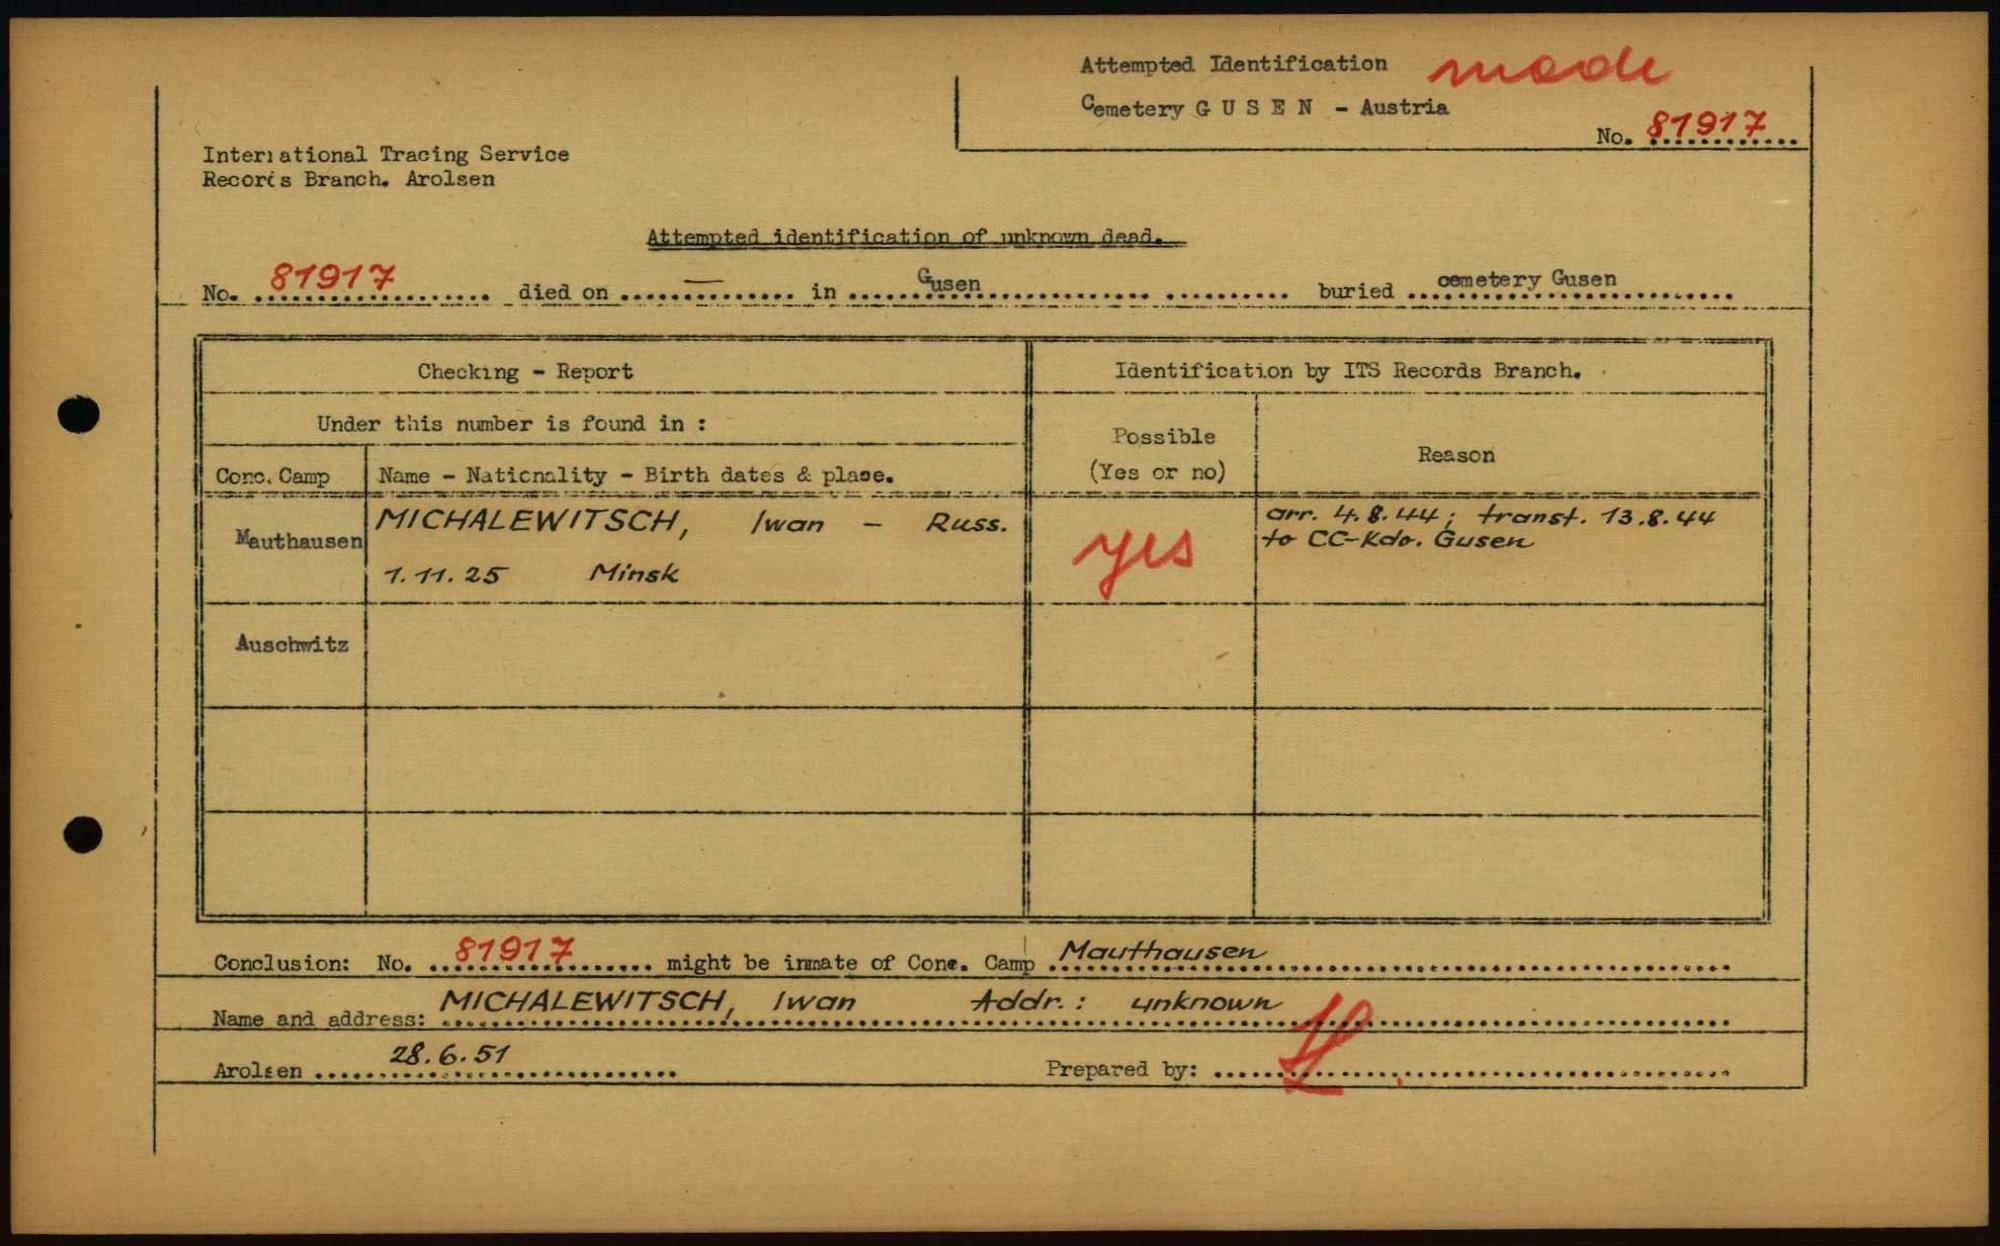 Attempted Identification made
Cemetery G U S E N - Austria
No. 81917
International Tracing Service
Records Branch. Arolsen
Attempted identification of unknown dead.
No. 81917 died on — in Gusen buried cemetery Gusen
Checking - Report
Identification by ITS Records Branch.
Under this number is found in :
Possible
(Yes or no)
Reason
Conc. Camp
Name - Nationality - Birth dates & place.
Mauthausen
MICHALEWITSCH, Iwan - Russ.
1.11.25 Minsk
yes
arr. 4.8.44; transf. 13.8.44
to CC-Kdo. Gusen
Auschwitz
Conclusion: No. 81917 might be inmate of Conc. Camp Mauthausen
Name and address: MICHALEWITSCH, Iwan Addr.: unknown
Arolsen 28.6.51 Prepared by: